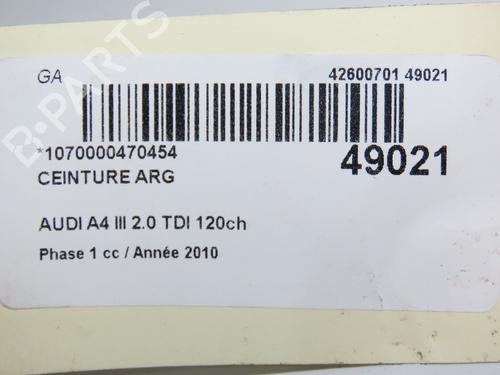 GA
42600701 49021
*1070000470454
49021
CEINTURE ARG
AUDI A4 III 2.0 TDI 120ch
Phase 1 cc / Année 2010
B-PARTS